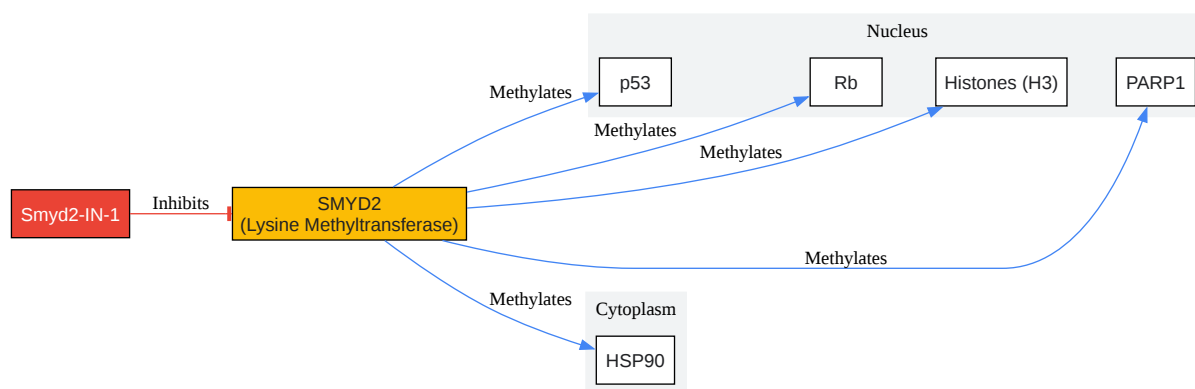 Nucleus
p53
Rb
Histones (H3)
PARP1
Methylates
Methylates
Methylates
Smyd2-IN-1
Inhibits
SMYD2
(Lysine Methyltransferase)
Methylates
Methylates
Cytoplasm
HSP90